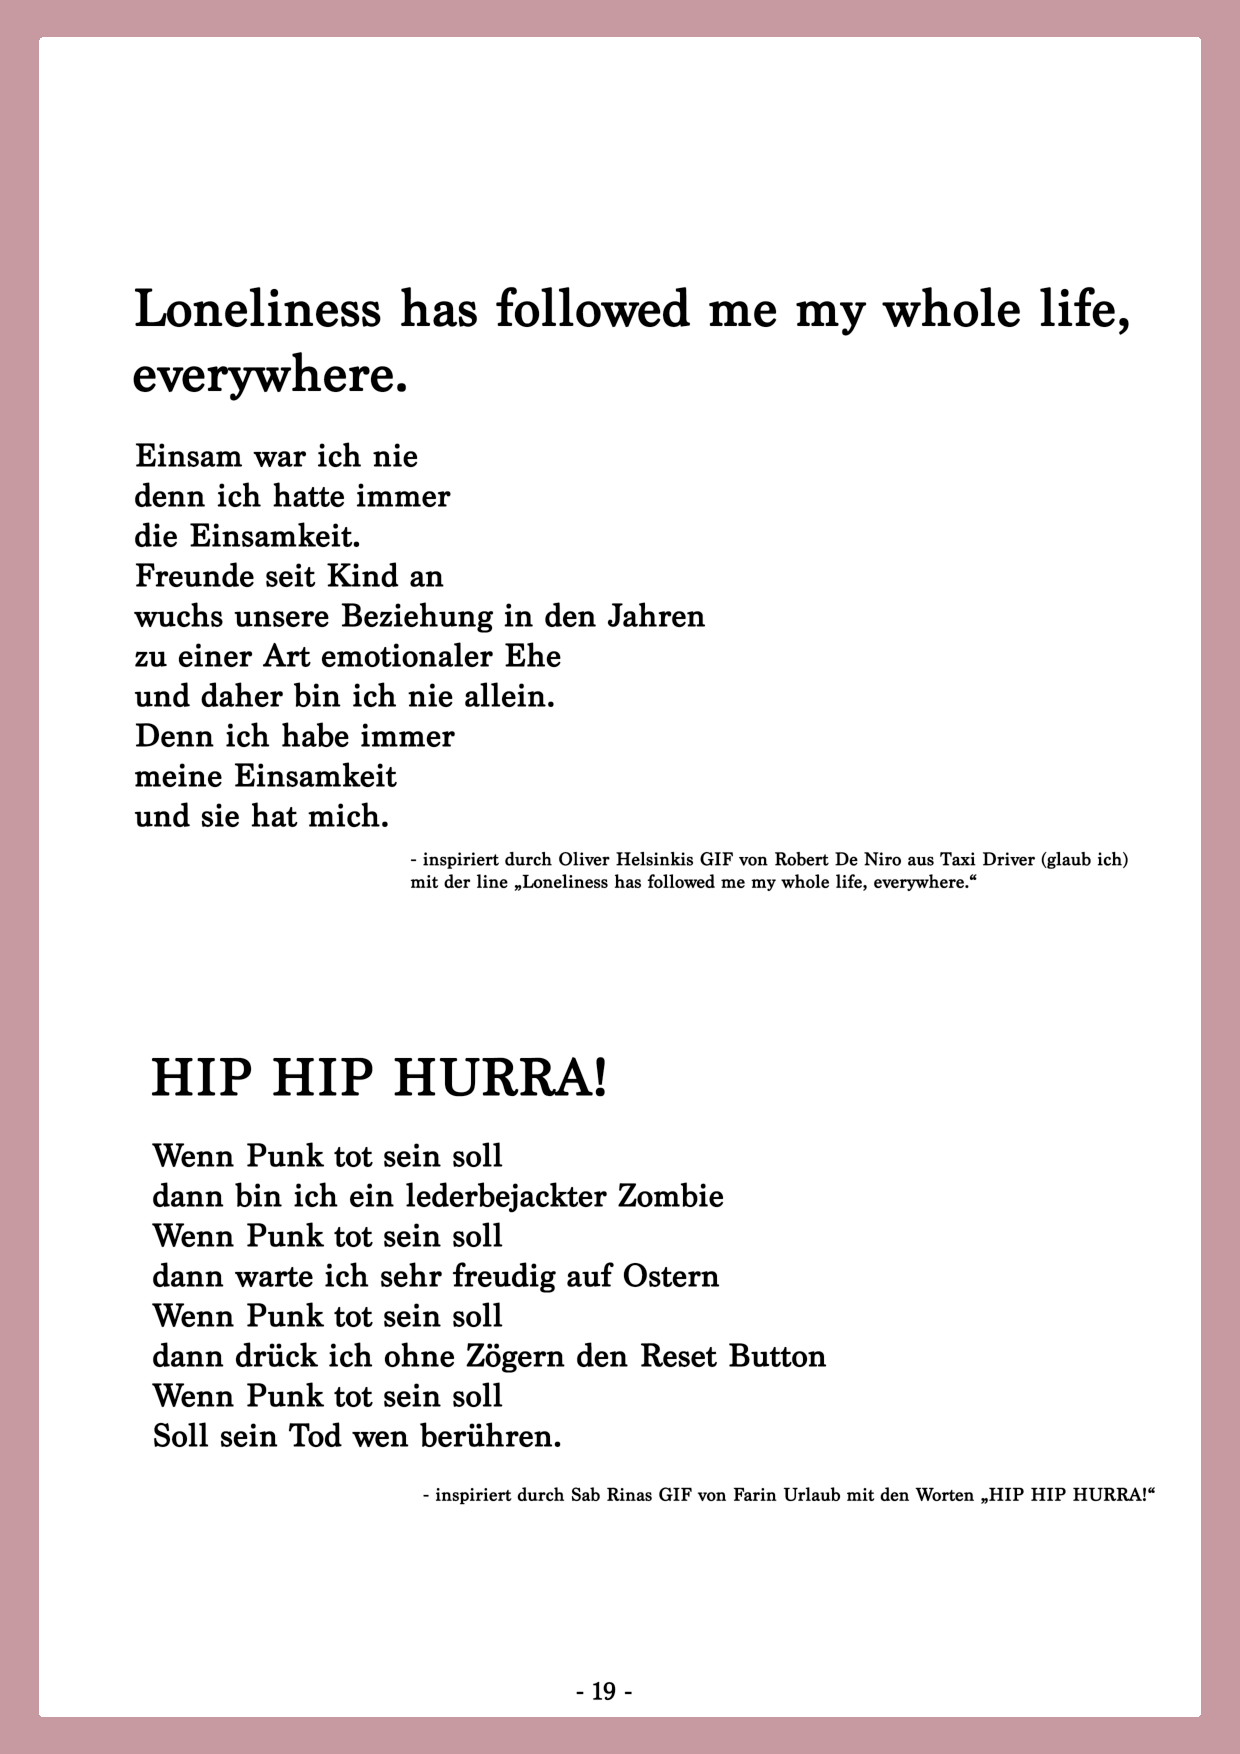 Loneliness has followed me my whole life,
everywhere.
Einsam war ich nie
denn ich hatte immer
die Einsamkeit.
Freunde seit Kind an
wuchs unsere Beziehung in den Jahren
zu einer Art emotionaler Ehe
und daher bin ich nie allein.
Denn ich habe immer
meine Einsamkeit
und sie hat mich.
- inspiriert durch Oliver Helsinkis GIF von Robert De Niro aus Taxi Driver (glaub ich)
mit der line „Loneliness has followed me my whole life, everywhere.“
HIP HIP HURRA!
Wenn Punk tot sein soll
dann bin ich ein lederbejackter Zombie
Wenn Punk tot sein soll
dann warte ich sehr freudig auf Ostern
Wenn Punk tot sein soll
dann drück ich ohne Zögern den Reset Button
Wenn Punk tot sein soll
Soll sein Tod wen berühren.
- inspiriert durch Sab Rinas GIF von Farin Urlaub mit den Worten „HIP HIP HURRA!“
- 19 -